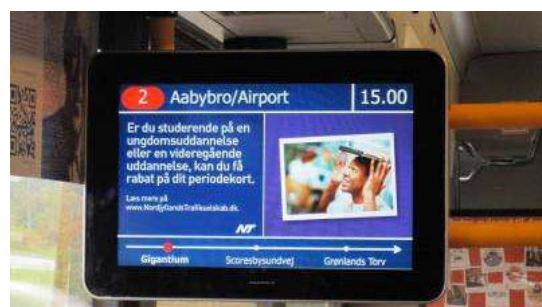 2 Aabybro/Airport 15.00
Er du studerende på en
ungdomsuddannelse
eller en videregående
uddannelse, kan du få
rabat på dit periodekort.
Læs mere på
www.NordjyllandsTrafikselskab.dk.
NT
Gigantium Scoresbysundvej Grønlands Torv